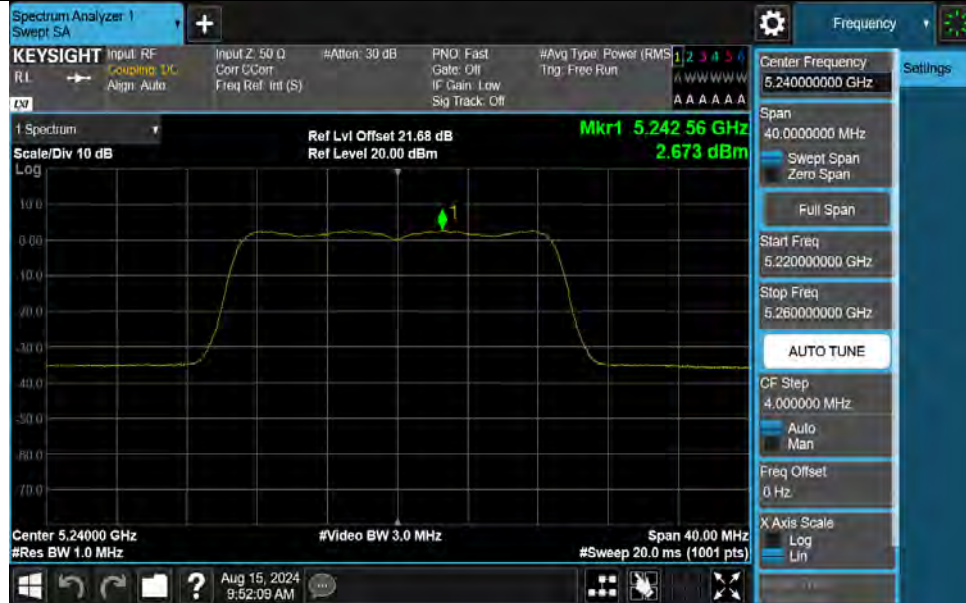 Spectrum Analyzer 1
Swept SA
+
Frequency
KEYSIGHT
RL
LXI
Input: RF
Coupling: DC
Align: Auto
Input Z: 50 Ω
Corr CCorr
Freq Ref: Int (S)
#Atten: 30 dB
PNO: Fast
Gate: Off
IF Gain: Low
Sig Track: Off
#Avg Type: Power (RMS
Trig: Free Run
1 2 3 4 5 6
A W W W W W
A A A A A A
1 Spectrum
Scale/Div 10 dB
Ref Lvl Offset 21.68 dB
Ref Level 20.00 dBm
Mkr1 5.242 56 GHz
2.673 dBm
Log
10.0
0.00
-10.0
-20.0
-30.0
-40.0
-50.0
-60.0
-70.0
1
Center 5.24000 GHz
#Res BW 1.0 MHz
#Video BW 3.0 MHz
Span 40.00 MHz
#Sweep 20.0 ms (1001 pts)
Center Frequency
5.240000000 GHz
Settings
Span
40.0000000 MHz
Swept Span
Zero Span
Full Span
Start Freq
5.220000000 GHz
Stop Freq
5.260000000 GHz
AUTO TUNE
CF Step
4.000000 MHz
Auto
Man
Freq Offset
0 Hz
X Axis Scale
Log
Lin
?
Aug 15, 2024
9:52:09 AM